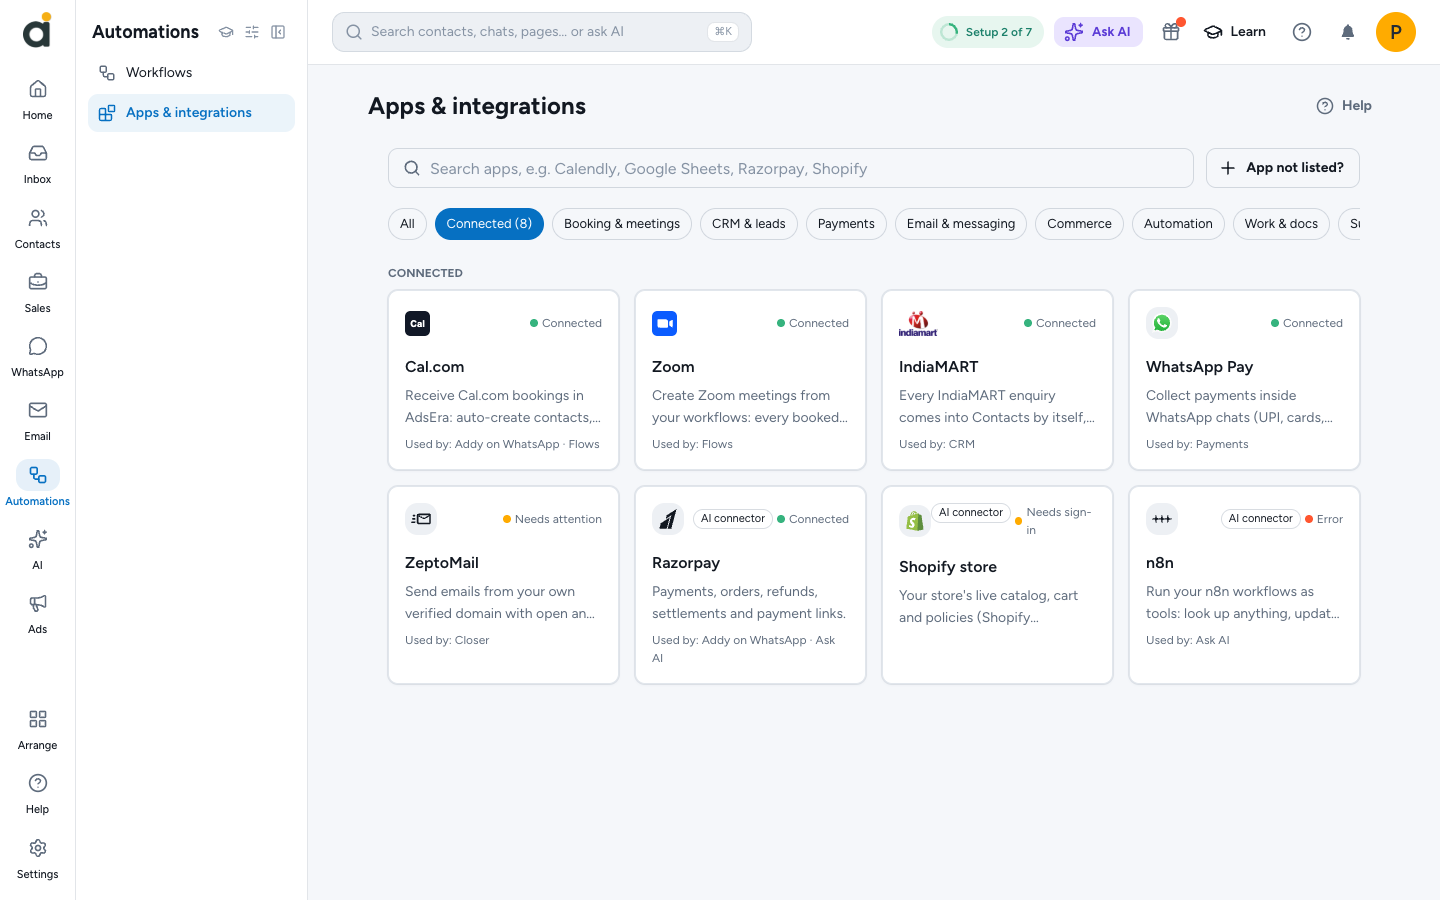 Automations
Search contacts, chats, pages... or ask AI
⌘K
Setup 2 of 7
Ask AI
Learn
P
Home
Inbox
Contacts
Sales
WhatsApp
Email
Automations
AI
Ads
Arrange
Help
Settings
Workflows
Apps & integrations
Apps & integrations
Help
Search apps, e.g. Calendly, Google Sheets, Razorpay, Shopify
App not listed?
All
Connected (8)
Booking & meetings
CRM & leads
Payments
Email & messaging
Commerce
Automation
Work & docs
CONNECTED
Cal
Connected
Cal.com
Receive Cal.com bookings in
AdsEra: auto-create contacts,...
Used by: Addy on WhatsApp · Flows
Connected
Zoom
Create Zoom meetings from
your workflows: every booked...
Used by: Flows
indiamart
Connected
IndiaMART
Every IndiaMART enquiry
comes into Contacts by itself,...
Used by: CRM
Connected
WhatsApp Pay
Collect payments inside
WhatsApp chats (UPI, cards,...
Used by: Payments
Needs attention
ZeptoMail
Send emails from your own
verified domain with open an...
Used by: Closer
AI connector
Connected
Razorpay
Payments, orders, refunds,
settlements and payment links.
Used by: Addy on WhatsApp · Ask
AI
AI connector
Needs sign-
in
Shopify store
Your store's live catalog, cart
and policies (Shopify...
AI connector
Error
n8n
Run your n8n workflows as
tools: look up anything, updat...
Used by: Ask AI